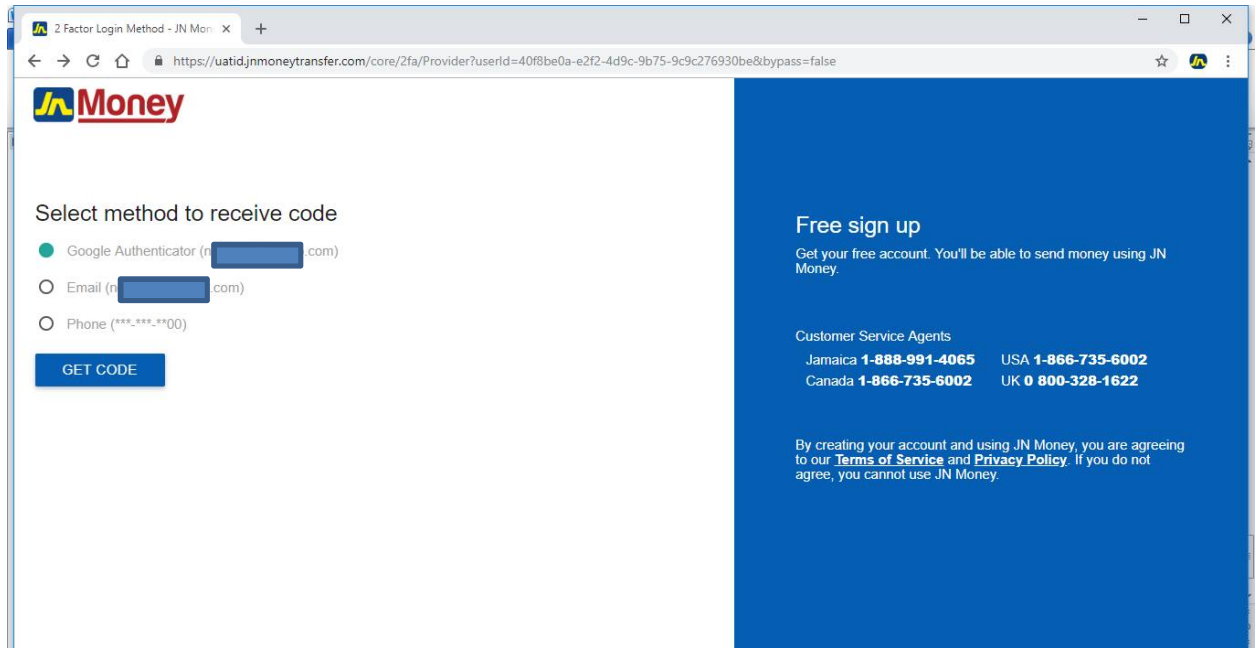 2 Factor Login Method - JN Mon
https://uatid.jnmoneytransfer.com/core/2fa/Provider?userId=40f8be0a-e2f2-4d9c-9b75-9c9c276930be&bypass=false
JN Money
Select method to receive code
Google Authenticator (n .com)
Email (n .com)
Phone (***-***-**00)
GET CODE
Free sign up
Get your free account. You'll be able to send money using JN
Money.
Customer Service Agents
Jamaica 1-888-991-4065 USA 1-866-735-6002
Canada 1-866-735-6002 UK 0 800-328-1622
By creating your account and using JN Money, you are agreeing
to our Terms of Service and Privacy Policy. If you do not
agree, you cannot use JN Money.